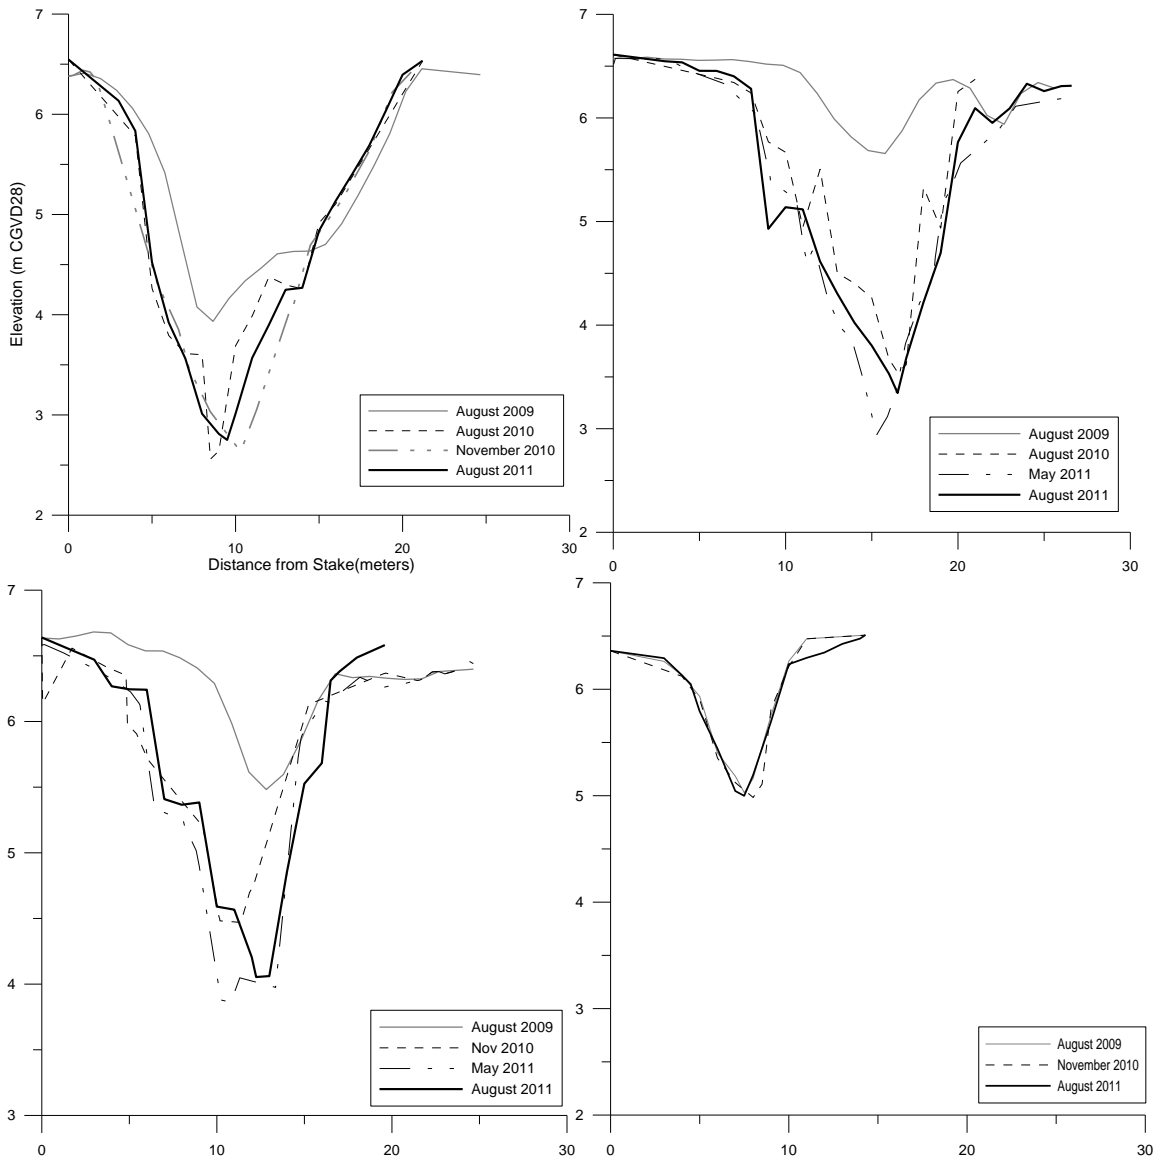 7
6
5
4
3
2
Elevation (m CGVD28)
August 2009
August 2010
November 2010
August 2011
0
10
20
30
Distance from Stake(meters)
7
6
5
4
3
2
August 2009
August 2010
May 2011
August 2011
0
10
20
30
7
6
5
4
3
August 2009
Nov 2010
May 2011
August 2011
0
10
20
30
7
6
5
4
3
2
August 2009
November 2010
August 2011
0
10
20
30